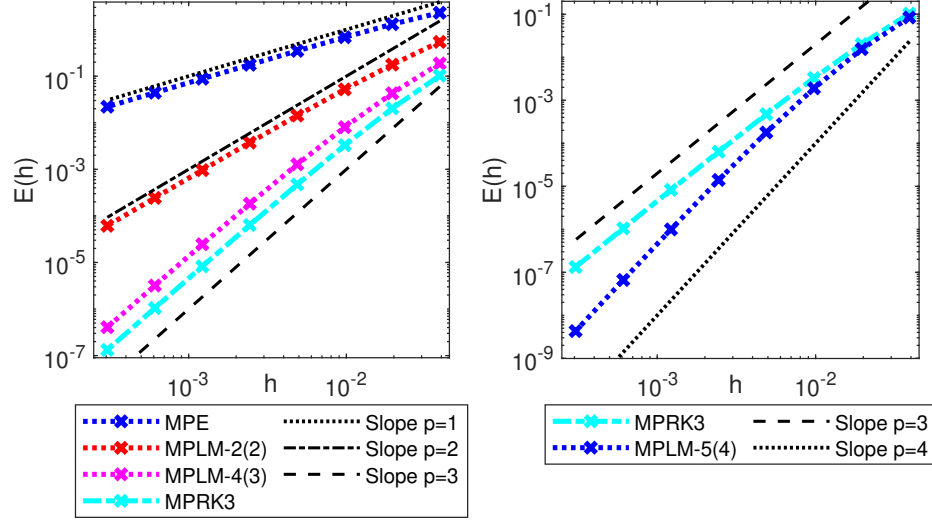 E(h)
10^-1
10^-3
10^-5
10^-7
10^-3
h
10^-2
MPE
MPLM-2(2)
MPLM-4(3)
MPRK3
Slope p=1
Slope p=2
Slope p=3
E(h)
10^-1
10^-3
10^-5
10^-7
10^-9
10^-3
h
10^-2
MPRK3
MPLM-5(4)
Slope p=3
Slope p=4